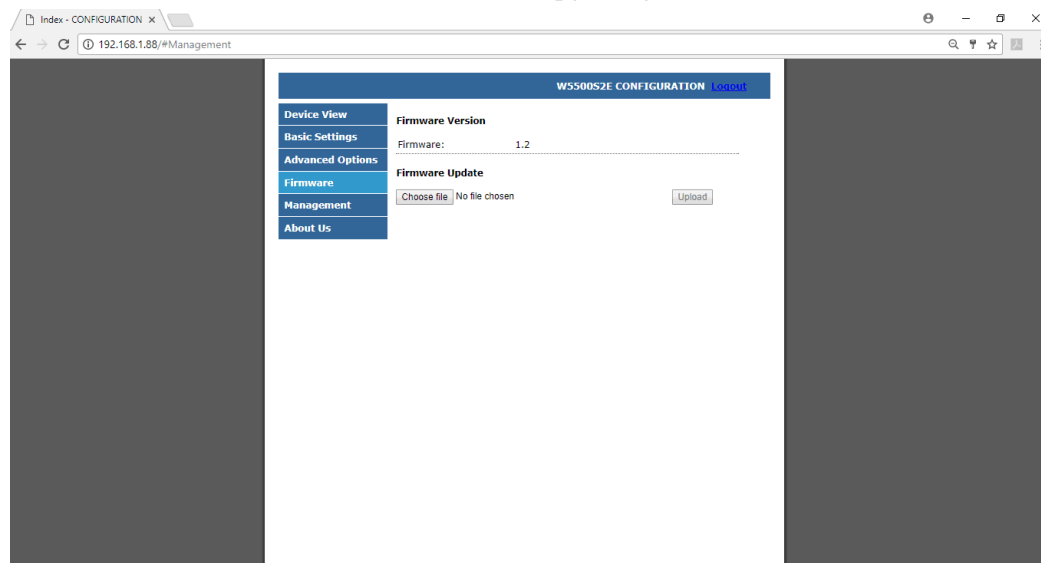 Index - CONFIGURATION
192.168.1.88/#Management
W5500S2E CONFIGURATION Logout
Device View
Basic Settings
Advanced Options
Firmware
Management
About Us
Firmware Version
Firmware: 1.2
Firmware Update
Choose file No file chosen Upload